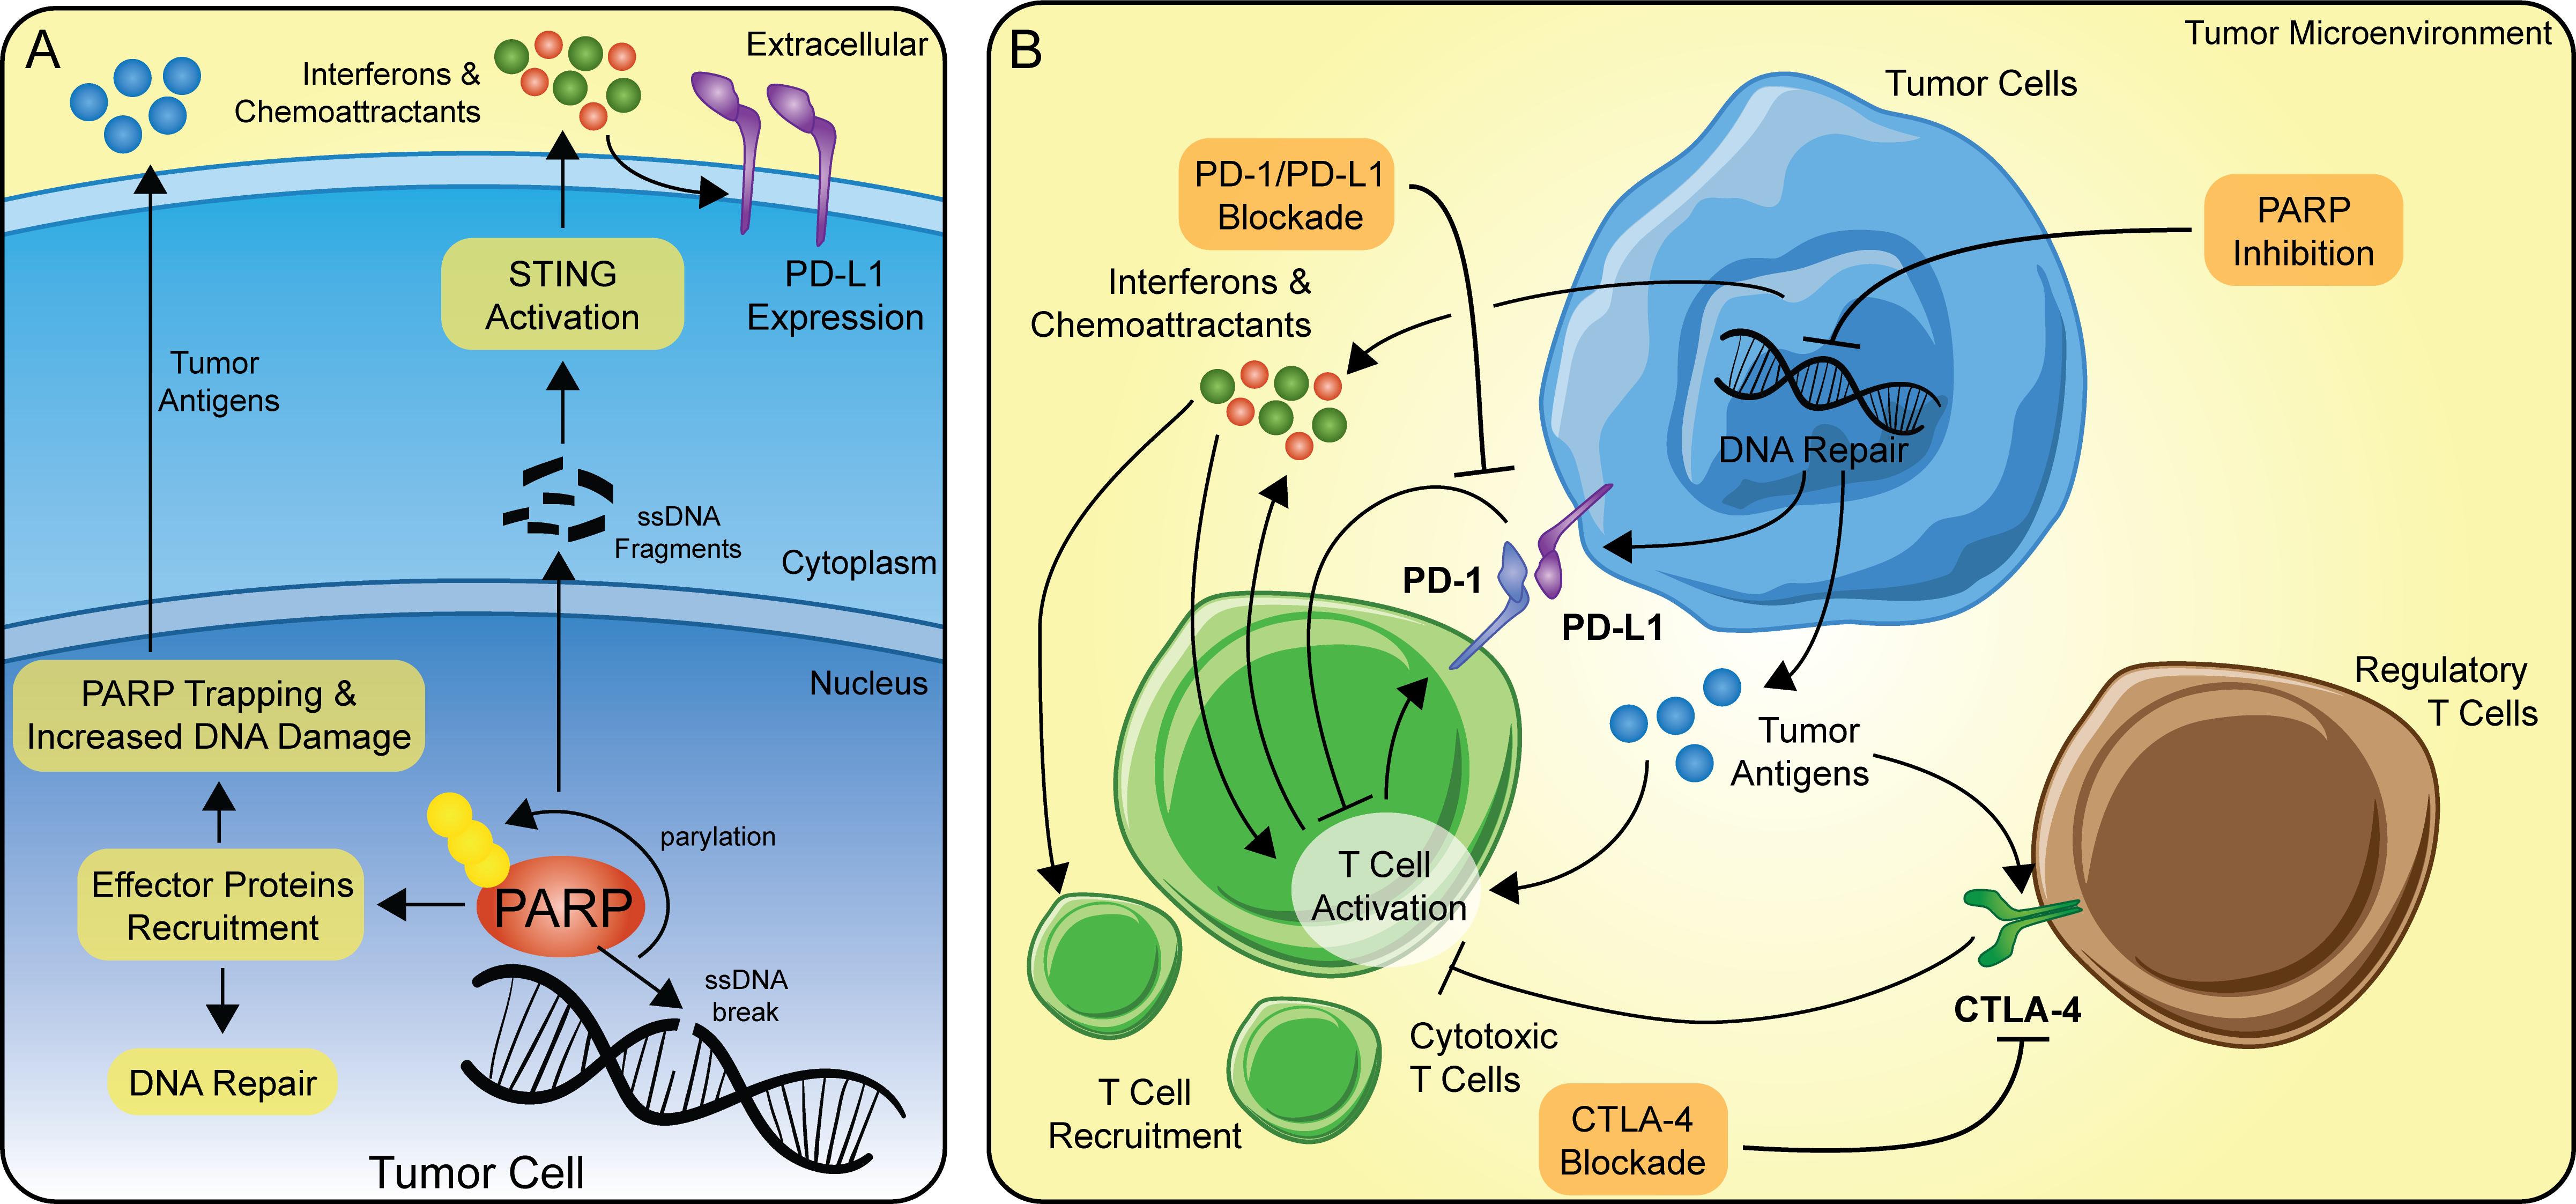 A
Extracellular
Interferons &
Chemoattractants
STING
Activation
PD-L1
Expression
Tumor
Antigens
ssDNA
Fragments
Cytoplasm
Nucleus
PARP Trapping &
Increased DNA Damage
parylation
Effector Proteins
Recruitment
PARP
ssDNA
break
DNA Repair
Tumor Cell
B
Tumor Microenvironment
Tumor Cells
PD-1/PD-L1
Blockade
PARP
Inhibition
Interferons &
Chemoattractants
DNA Repair
PD-1
PD-L1
Regulatory
T Cells
Tumor
Antigens
T Cell
Activation
CTLA-4
Cytotoxic
T Cells
T Cell
Recruitment
CTLA-4
Blockade